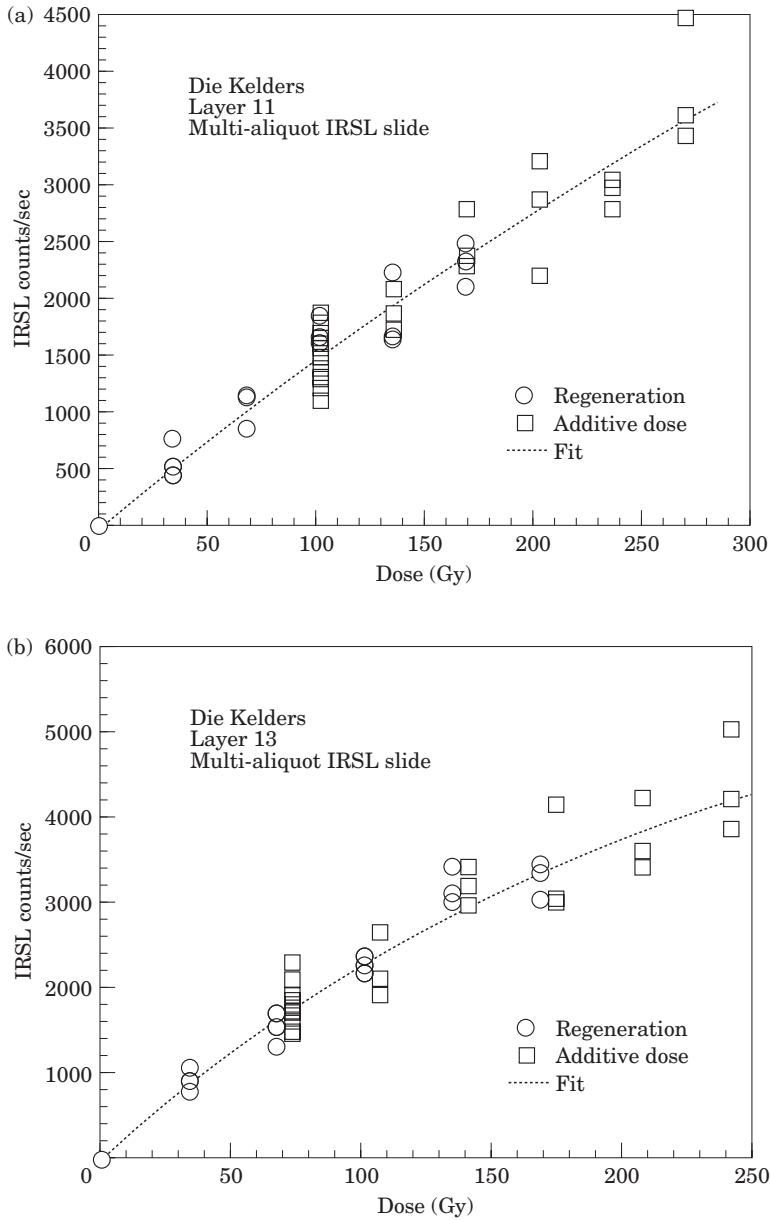 (a)
4500
4000
3500
3000
2500
2000
1500
1000
500
0
IRSL counts/sec
Die Kelders
Layer 11
Multi-aliquot IRSL slide
Regeneration
Additive dose
Fit
50
100
150
200
250
300
Dose (Gy)
(b)
6000
5000
4000
3000
2000
1000
0
IRSL counts/sec
Die Kelders
Layer 13
Multi-aliquot IRSL slide
Regeneration
Additive dose
Fit
50
100
150
200
250
Dose (Gy)